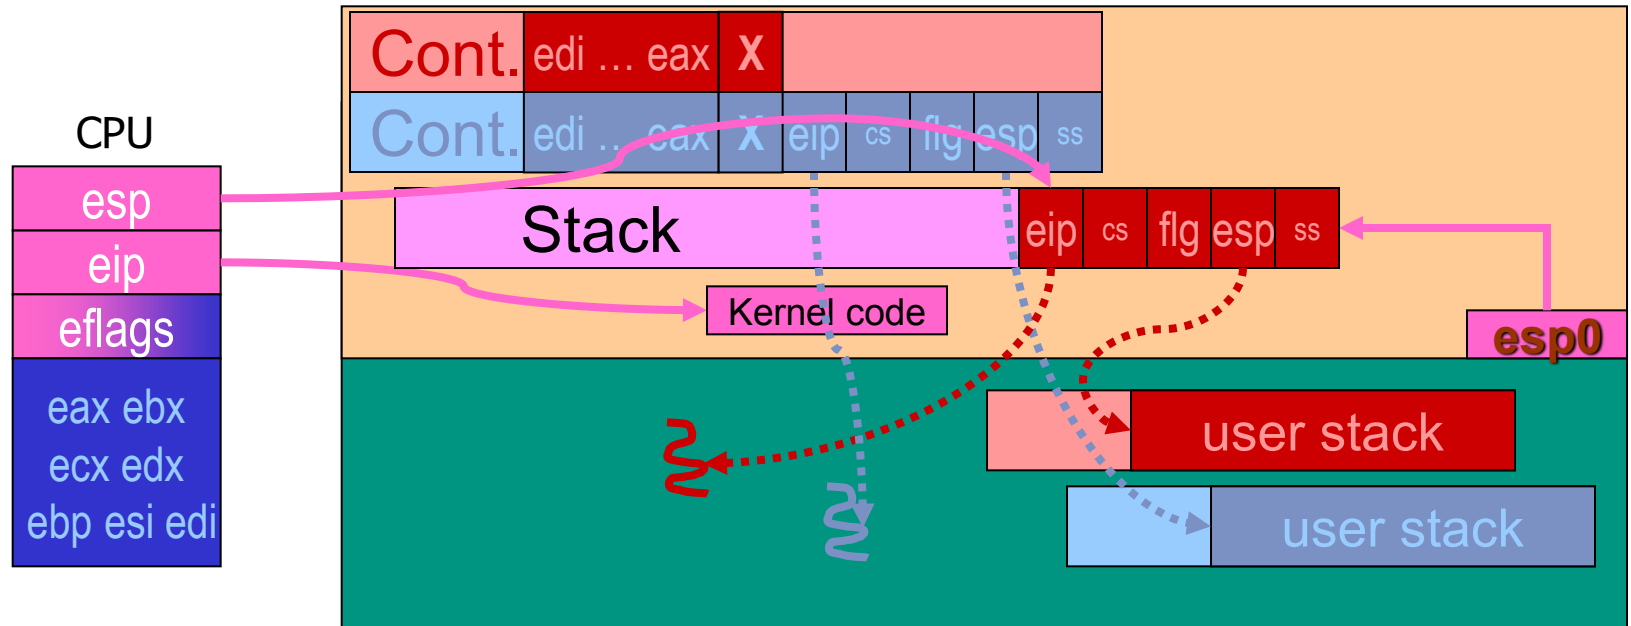 Cont. edi ... eax X
Cont. edi ... eax X eip cs flg esp ss
CPU
esp
Stack eip cs flg esp ss
eip
Kernel code
eflags
esp0
eax ebx
user stack
ecx edx
ebp esi edi
user stack